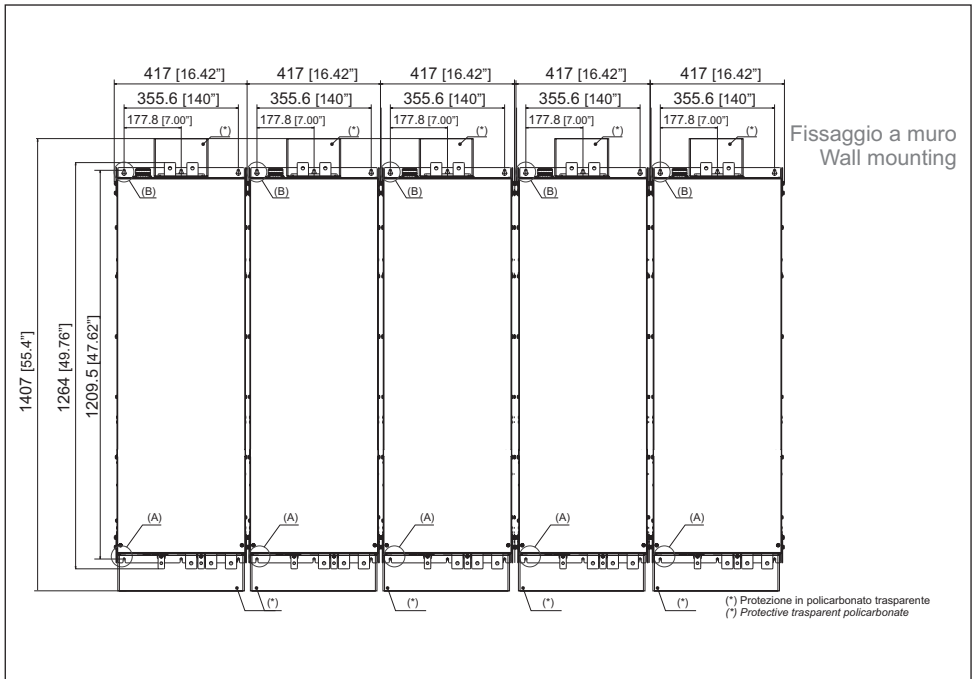 417 [16.42”] 417 [16.42”] 417 [16.42”] 417 [16.42”] 417 [16.42”]
355.6 [140”] 355.6 [140”] 355.6 [140”] 355.6 [140”] 355.6 [140”]
177.8 [7.00”] 177.8 [7.00”] 177.8 [7.00”] 177.8 [7.00”] 177.8 [7.00”]
(*) (*) (*) (*) (*)
Fissaggio a muro
Wall mounting
(B) (B) (B) (B) (B)
1407 [55.4”]
1264 [49.76”]
1209.5 [47.62”]
(A) (A) (A) (A) (A)
(*) (*) (*) (*) (*)
(*) Protezione in policarbonato trasparente
(*) Protective trasparent policarbonate